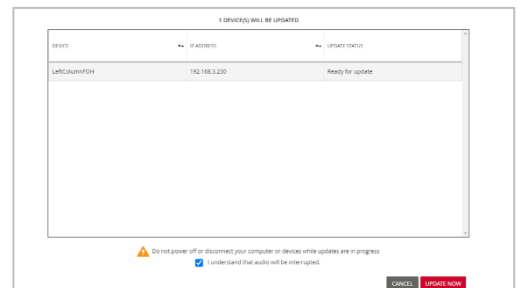 1 DEVICE(S) WILL BE UPDATED
DEVICE IP ADDRESS UPDATE STATUS
LeftColumnFOH 192.168.3.230 Ready for update
Do not power off or disconnect your computer or devices while updates are in progress
I understand that audio will be interrupted.
CANCEL UPDATE NOW